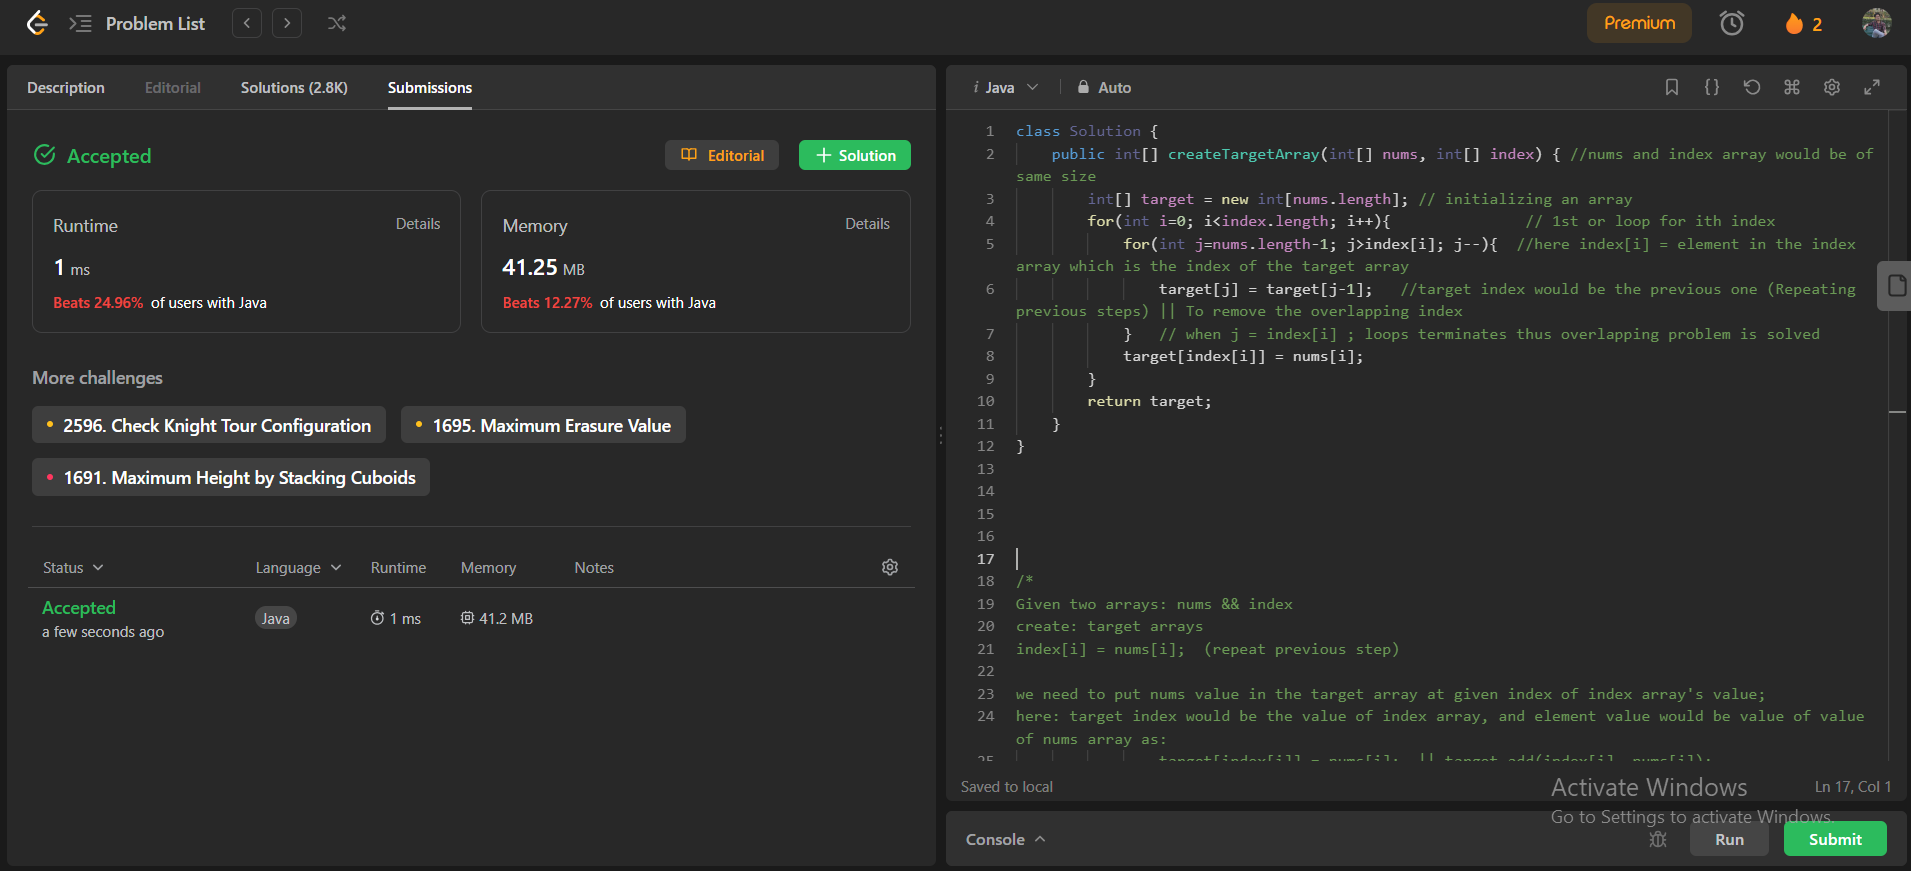 Problem List
Premium
2
Description Editorial Solutions (2.8K) Submissions
Accepted
Editorial
Solution
Runtime Details
1 ms
Beats 24.96% of users with Java
Memory Details
41.25 MB
Beats 12.27% of users with Java
More challenges
2596. Check Knight Tour Configuration
1695. Maximum Erasure Value
1691. Maximum Height by Stacking Cuboids
Status Language Runtime Memory Notes
Accepted
a few seconds ago
Java 1 ms 41.2 MB
i Java Auto
1 class Solution {
2 public int[] createTargetArray(int[] nums, int[] index) { //nums and index array would be of
same size
3 int[] target = new int[nums.length]; // initializing an array
4 for(int i=0; i<index.length; i++){ // 1st or loop for ith index
5 for(int j=nums.length-1; j>index[i]; j--){ //here index[i] = element in the index
array which is the index of the target array
6 target[j] = target[j-1]; //target index would be the previous one (Repeating
previous steps) || To remove the overlapping index
7 } // when j = index[i] ; loops terminates thus overlapping problem is solved
8 target[index[i]] = nums[i];
9 }
10 return target;
11 }
12 }
13
14
15
16
17
18 /*
19 Given two arrays: nums && index
20 create: target arrays
21 index[i] = nums[i]; (repeat previous step)
22
23 we need to put nums value in the target array at given index of index array's value;
24 here: target index would be the value of index array, and element value would be value of value
of nums array as:
25 target[index[i]] = nums[i]; || target.add(index[i], nums[i]);
Saved to local
Ln 17, Col 1
Activate Windows
Go to Settings to activate Windows.
Console
Run
Submit